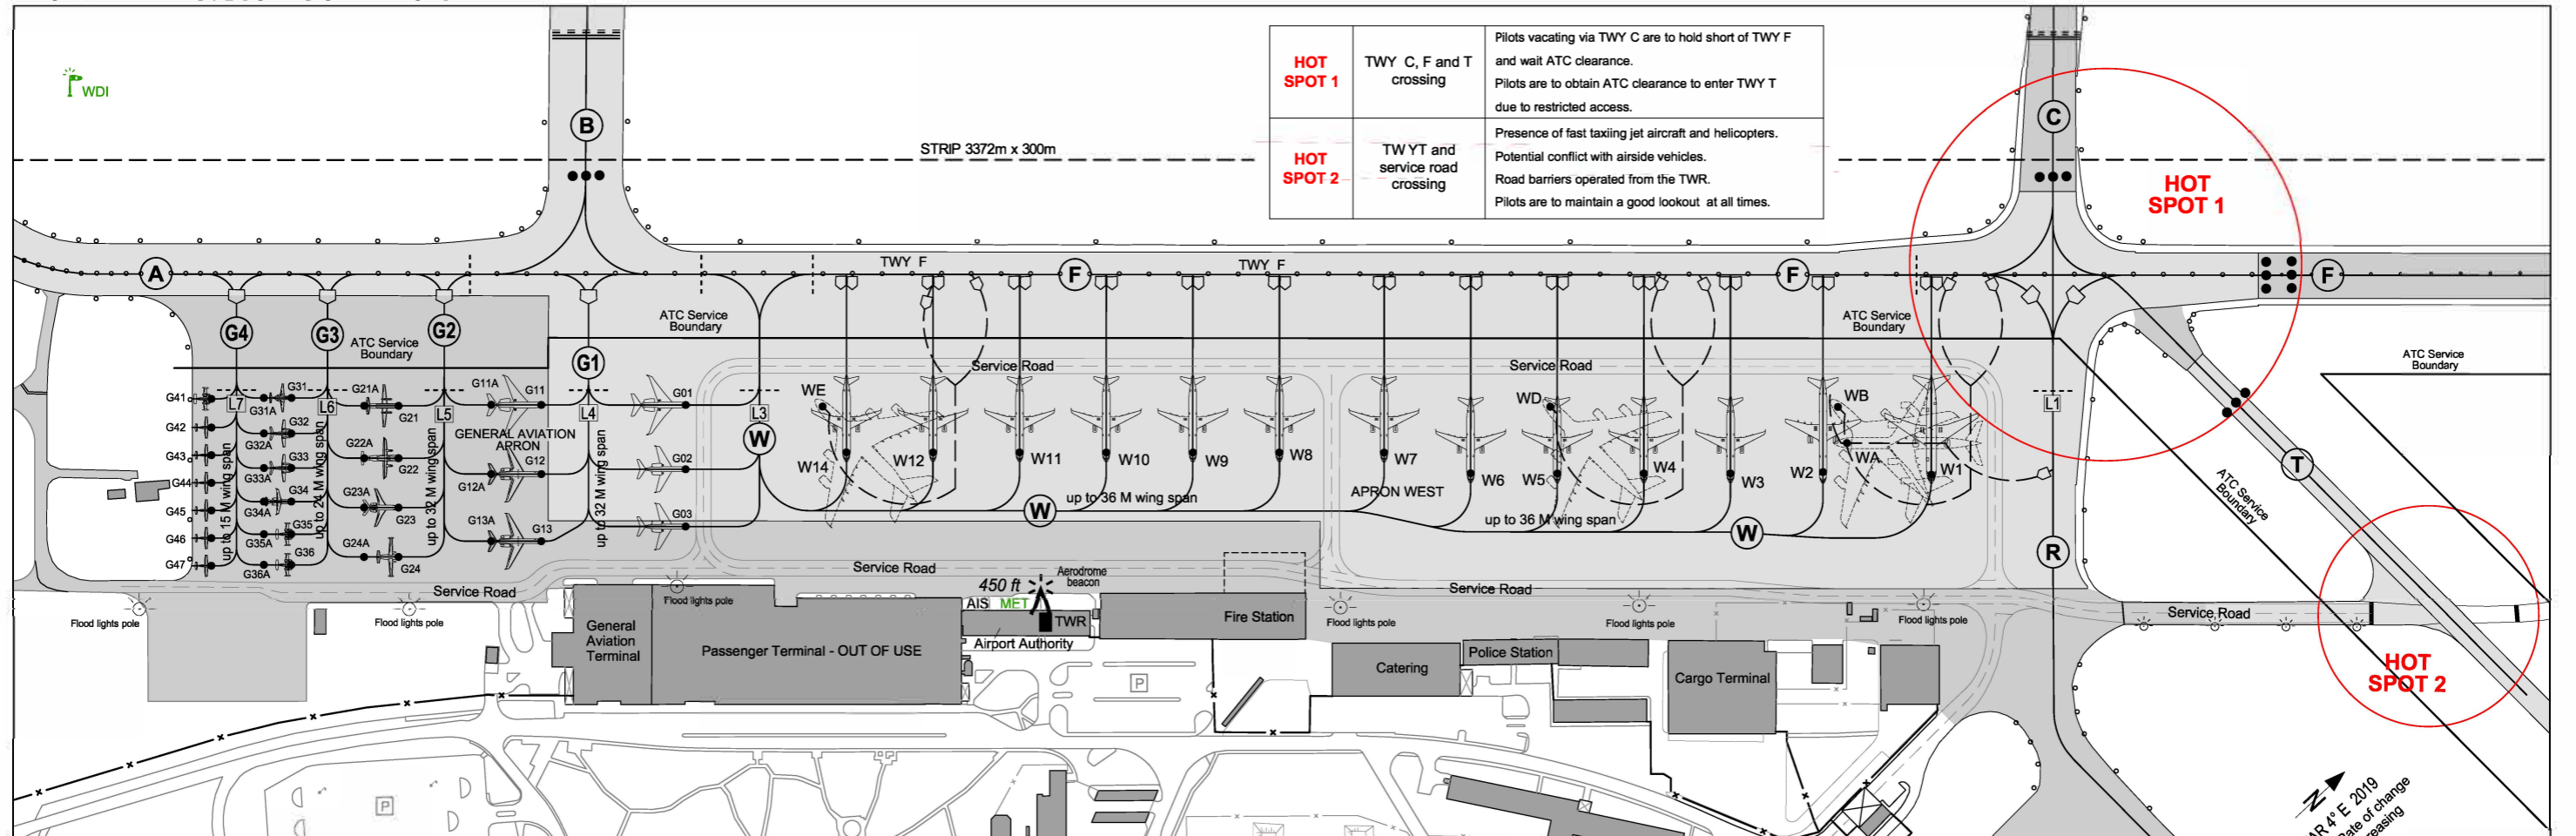 HOT
SPOT 1
TWY C, F and T
crossing
Pilots vacating via TWY C are to hold short of TWY F
and wait ATC clearance.
Pilots are to obtain ATC clearance to enter TWY T
due to restricted access.
HOT
SPOT 2
TWYT and
service road
crossing
Presence of fast taxiing jet aircraft and helicopters.
Potential conflict with airside vehicles.
Road barriers operated from the TWR.
Pilots are to maintain a good lookout at all times.
WDI
B
C
STRIP 3372m x 300m
HOT
SPOT 1
A
TWY F
F
TWY F
F
F
G4
G3
G2
G1
ATC Service
Boundary
ATC Service
Boundary
ATC Service
Boundary
ATC Service
Boundary
ATC Service
Boundary
Service Road
Service Road
G41
G42
G43
G44
G45
G46
G47
L7
up to 15 M wing span
G31
G31A
G32
G32A
G33
G33A
G34
G34A
G35
G35A
G36
G36A
L6
up to 24 M wing span
G21A
G21
G22A
G22
G23A
G23
G24A
G24
L5
up to 32 M wing span
G11A
G11
GENERAL AVIATION
APRON
G12
G12A
G13A
G13
L4
up to 32 M wing span
G01
G02
G03
L3
W
WE
W14
W12
W11
W10
W9
W8
W7
W6
WD
W5
W4
W3
W2
WB
WA
W1
L1
APRON WEST
up to 36 M wing span
W
up to 36 M wing span
W
R
T
Service Road
Service Road
Service Road
Service Road
HOT
SPOT 2
Flood lights pole
Flood lights pole
Flood lights pole
Flood lights pole
Flood lights pole
Flood lights pole
450 ft
Aerodrome
beacon
AIS
MET
TWR
Airport Authority
General
Aviation
Terminal
Passenger Terminal - OUT OF USE
Fire Station
Catering
Police Station
Cargo Terminal
P
P
N
4° E 2019
of change